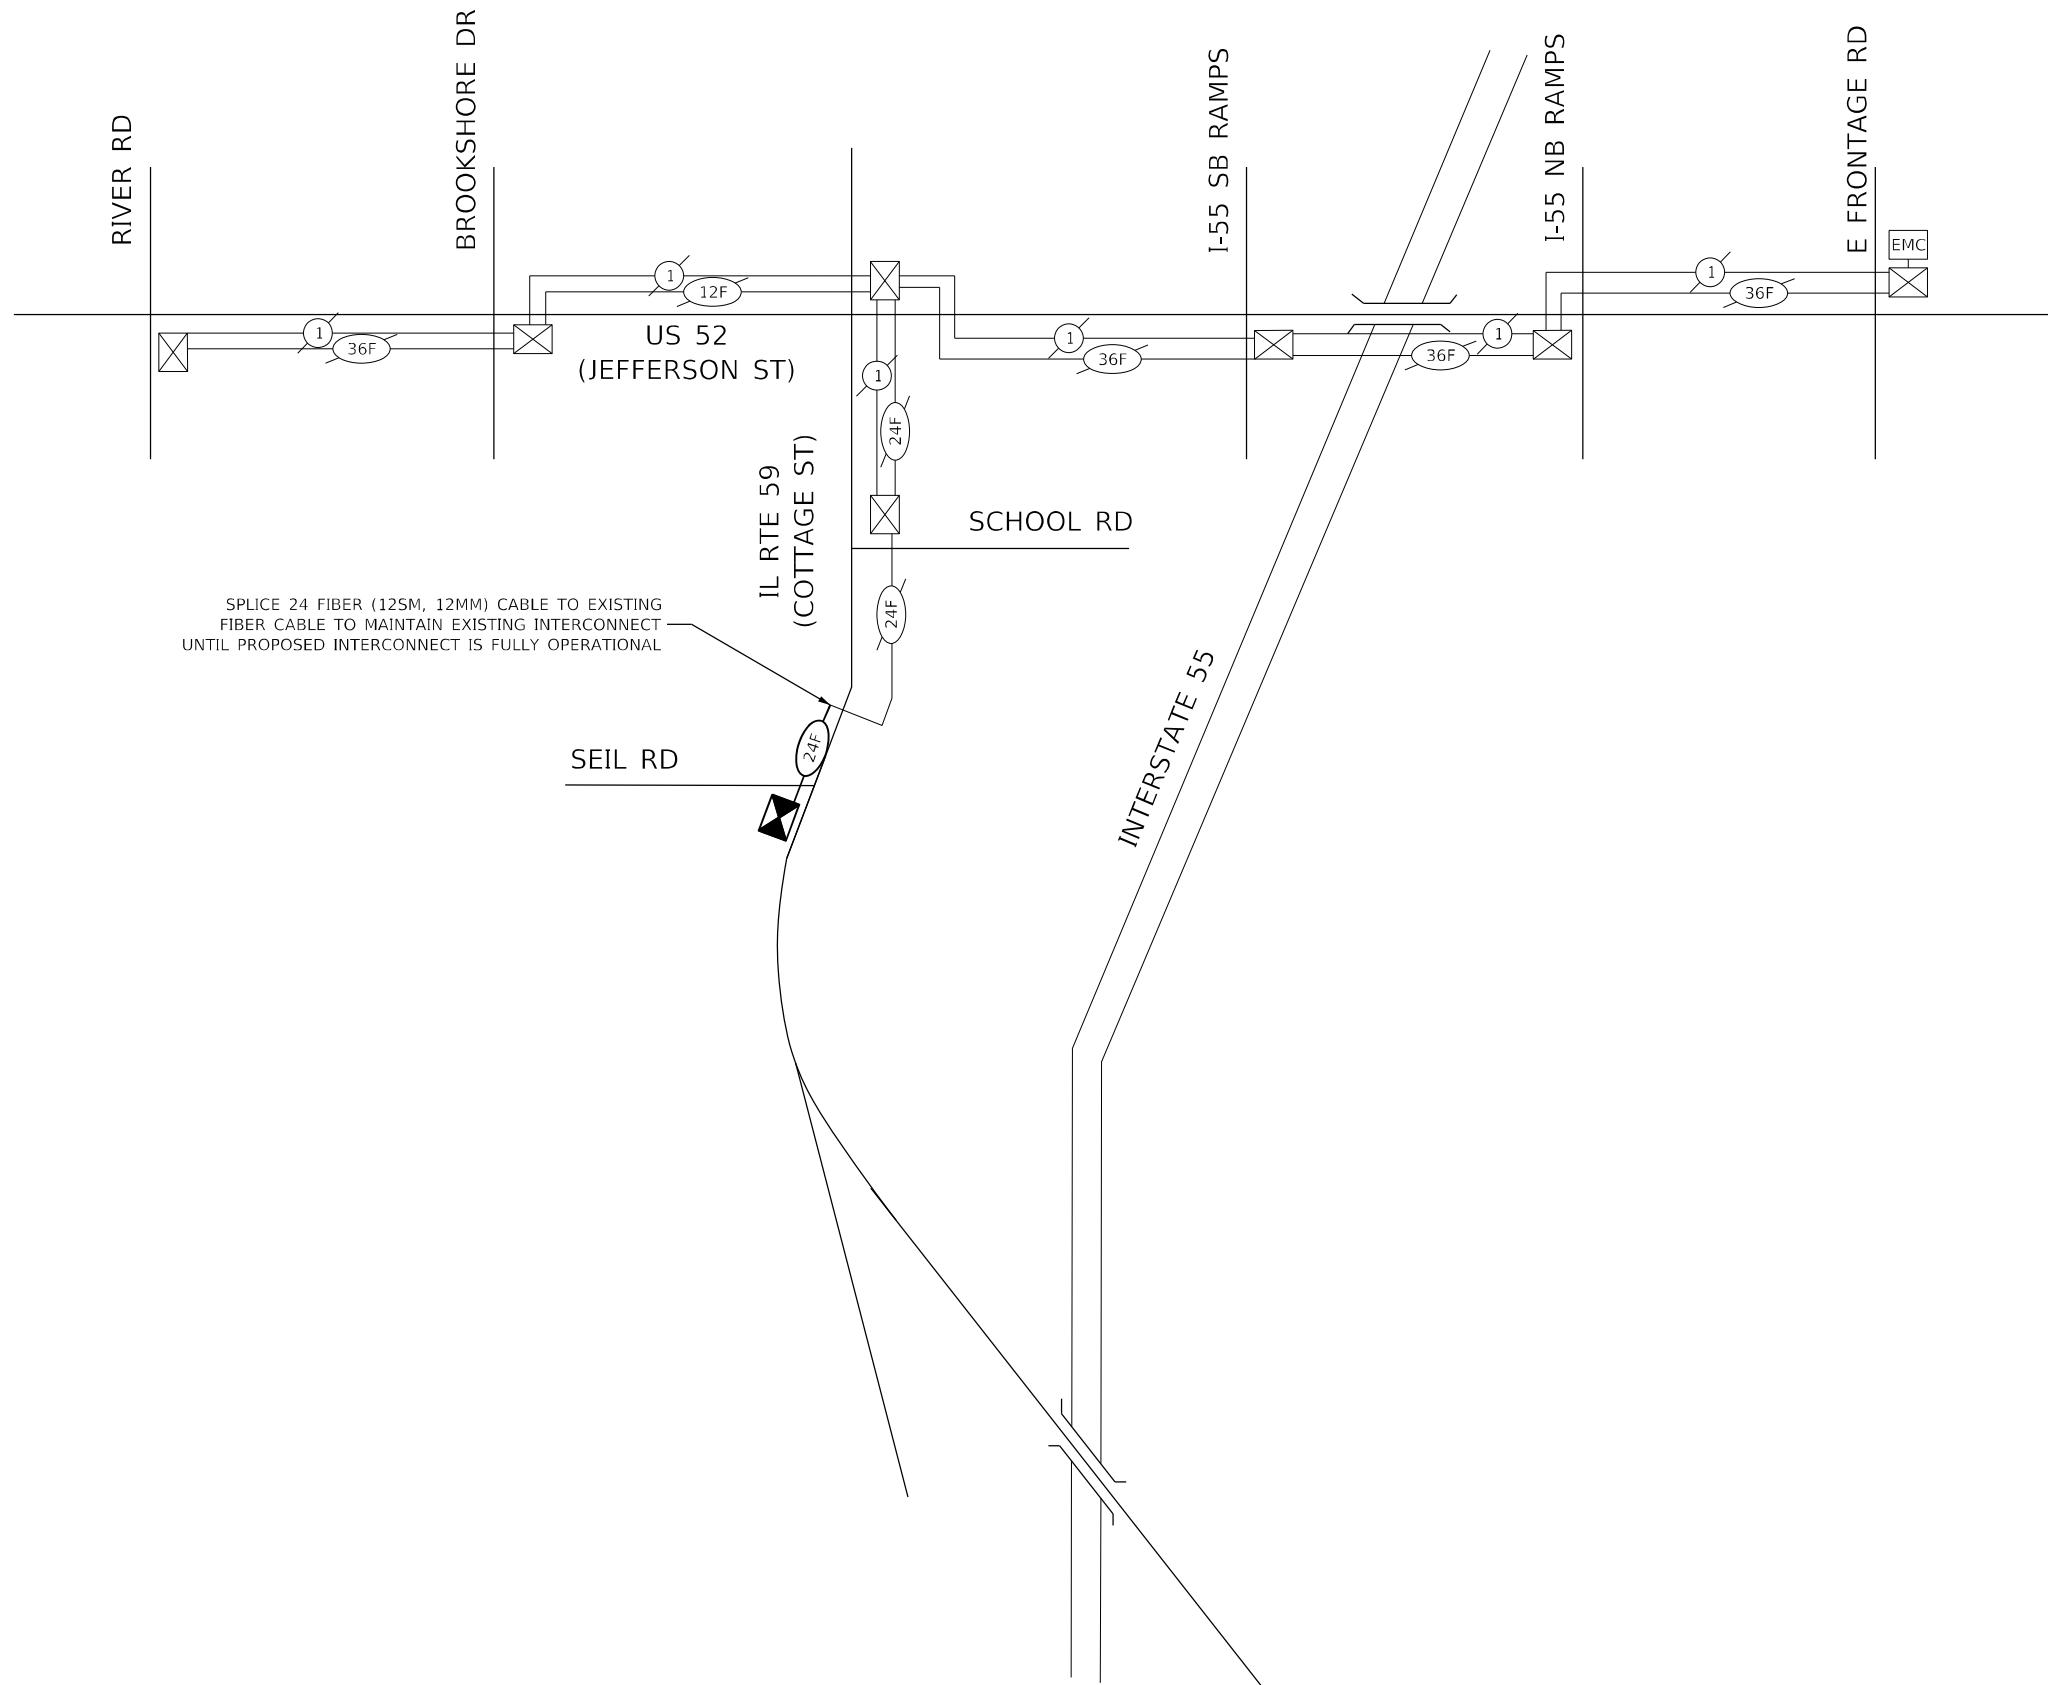 RIVER RD
BROOKSHORE DR
I-55 SB RAMPS
I-55 NB RAMPS
E FRONTAGE RD
EMC
1
36F
1
12F
1
36F
1
36F
1
36F
US 52
(JEFFERSON ST)
1
24F
IL RTE 59
(COTTAGE ST)
SCHOOL RD
24F
SPLICE 24 FIBER (12SM, 12MM) CABLE TO EXISTING
FIBER CABLE TO MAINTAIN EXISTING INTERCONNECT
UNTIL PROPOSED INTERCONNECT IS FULLY OPERATIONAL
24F
SEIL RD
INTERSTATE 55